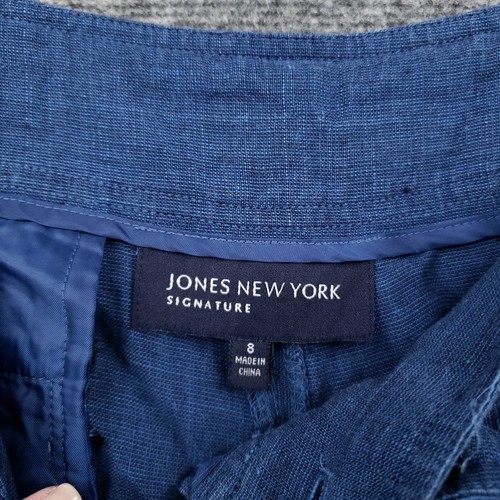 JONES NEW YORK
SIGNATURE
8
MADE IN
CHINA